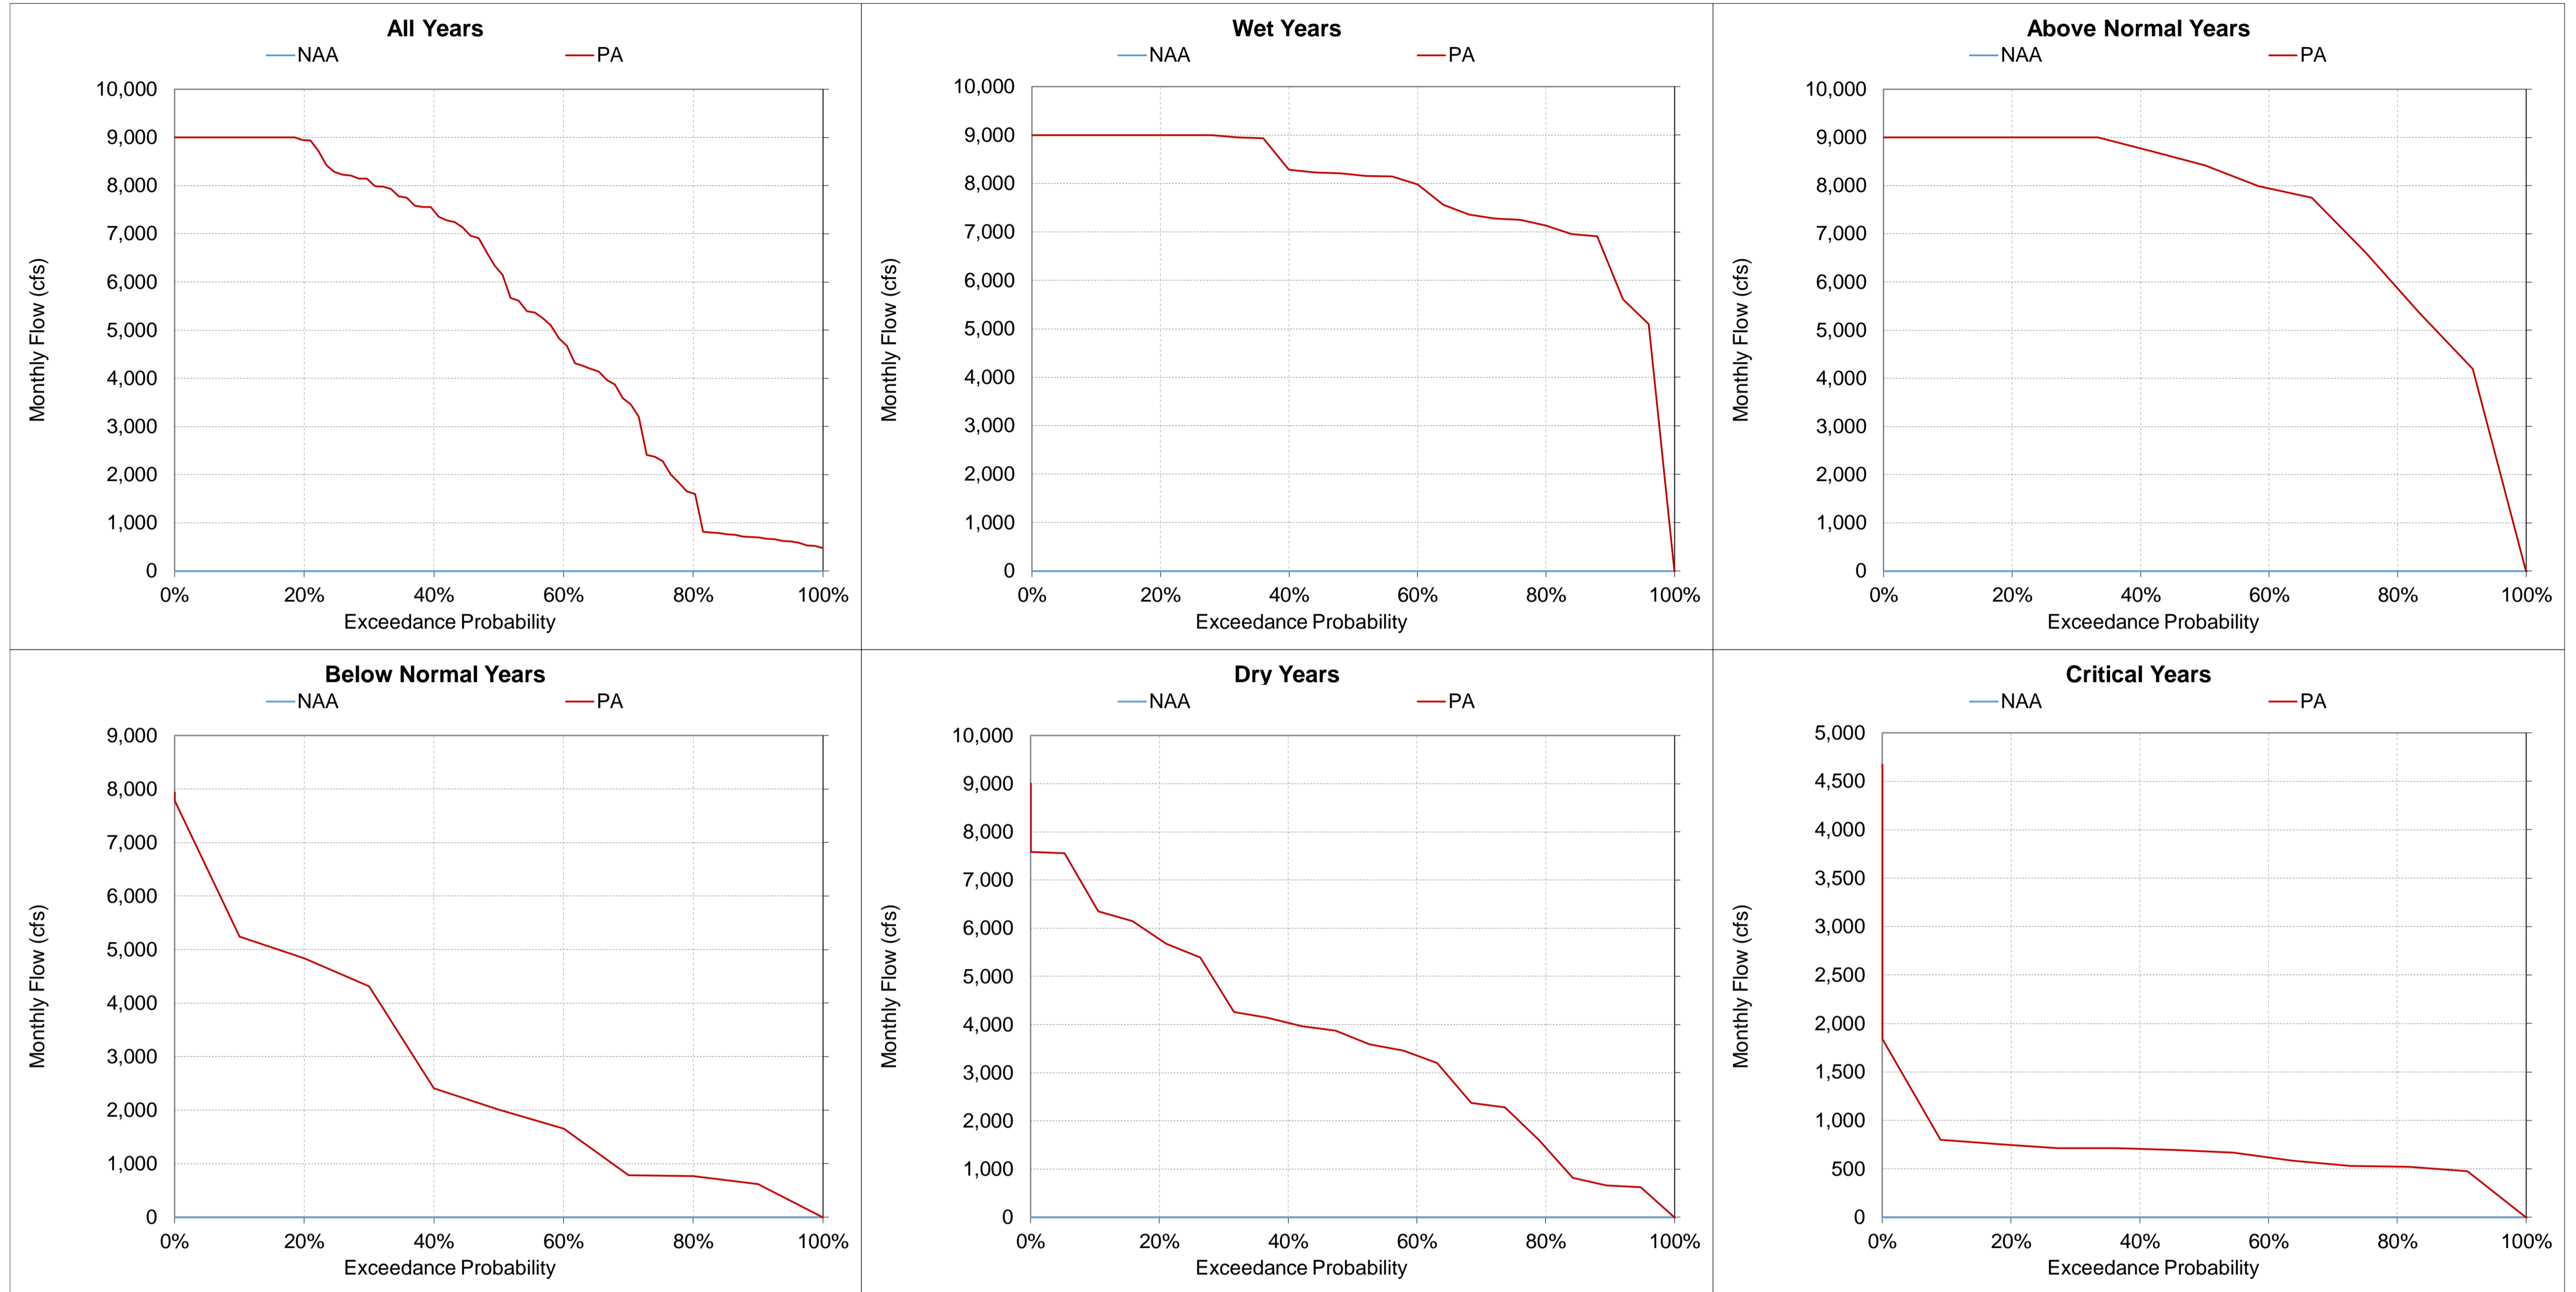 All Years
NAA PA
10,000
9,000
8,000
7,000
6,000
5,000
4,000
3,000
2,000
1,000
0
Monthly Flow (cfs)
0% 20% 40% 60% 80% 100%
Exceedance Probability
Wet Years
NAA PA
10,000
9,000
8,000
7,000
6,000
5,000
4,000
3,000
2,000
1,000
0
Monthly Flow (cfs)
0% 20% 40% 60% 80% 100%
Exceedance Probability
Above Normal Years
NAA PA
10,000
9,000
8,000
7,000
6,000
5,000
4,000
3,000
2,000
1,000
0
Monthly Flow (cfs)
0% 20% 40% 60% 80% 100%
Exceedance Probability
Below Normal Years
NAA PA
9,000
8,000
7,000
6,000
5,000
4,000
3,000
2,000
1,000
0
Monthly Flow (cfs)
0% 20% 40% 60% 80% 100%
Exceedance Probability
Dry Years
NAA PA
10,000
9,000
8,000
7,000
6,000
5,000
4,000
3,000
2,000
1,000
0
Monthly Flow (cfs)
0% 20% 40% 60% 80% 100%
Exceedance Probability
Critical Years
NAA PA
5,000
4,500
4,000
3,500
3,000
2,500
2,000
1,500
1,000
500
0
Monthly Flow (cfs)
0% 20% 40% 60% 80% 100%
Exceedance Probability